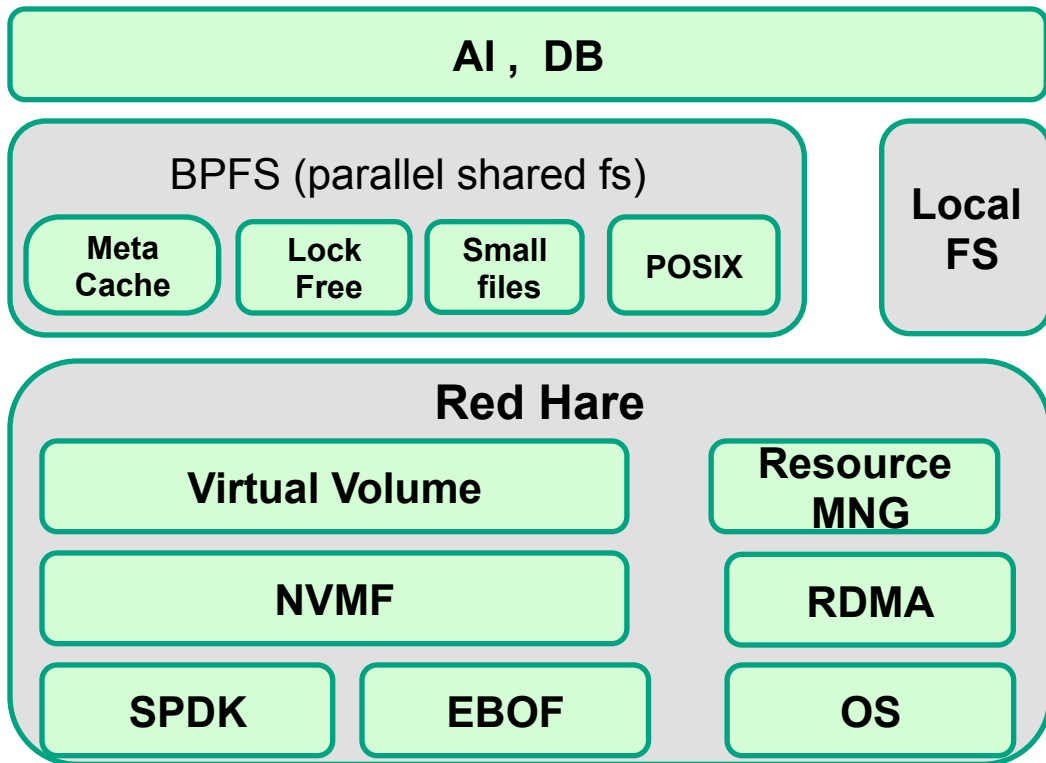 AI ,  DB
BPFS (parallel shared fs)
Meta
Cache
Lock
Free
Small
files
POSIX
Local
FS
Red Hare
Virtual Volume
Resource
MNG
NVMF
RDMA
SPDK
EBOF
OS